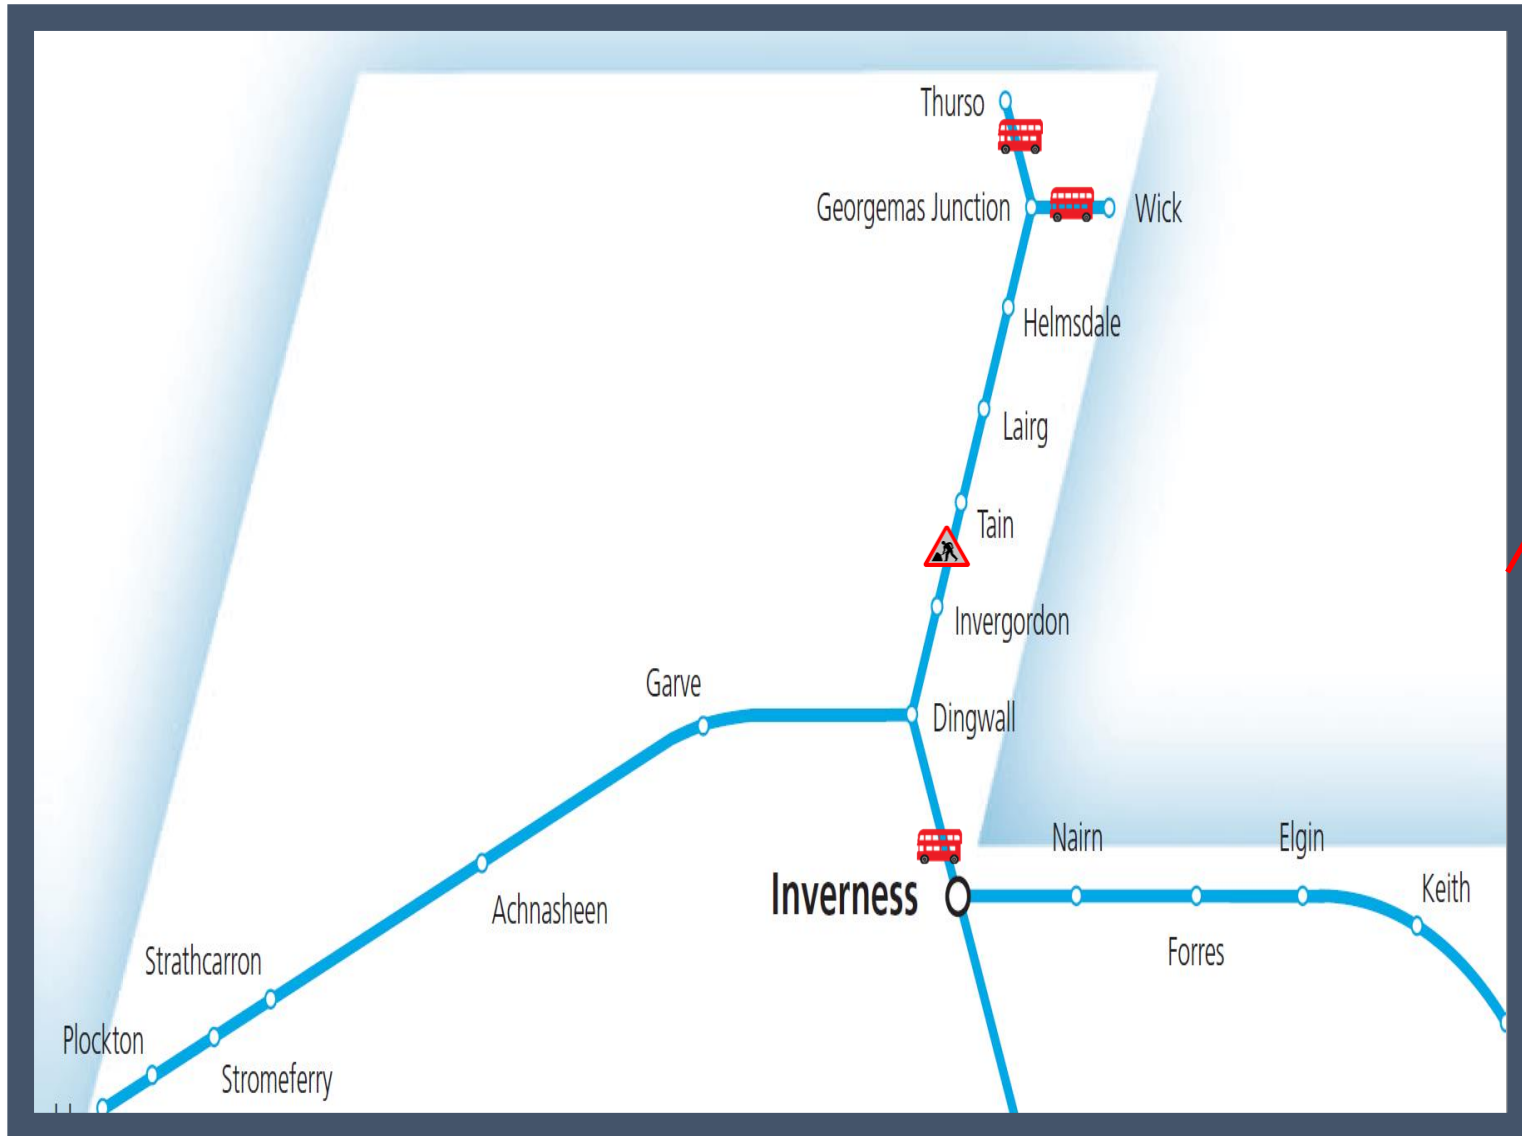 Thurso
Georgemas Junction
Wick
Helmsdale
Lairg
Tain
Invergordon
Garve
Dingwall
Nairn
Elgin
Inverness
Keith
Achnasheen
Forres
Strathcarron
Plockton
Stromeferry